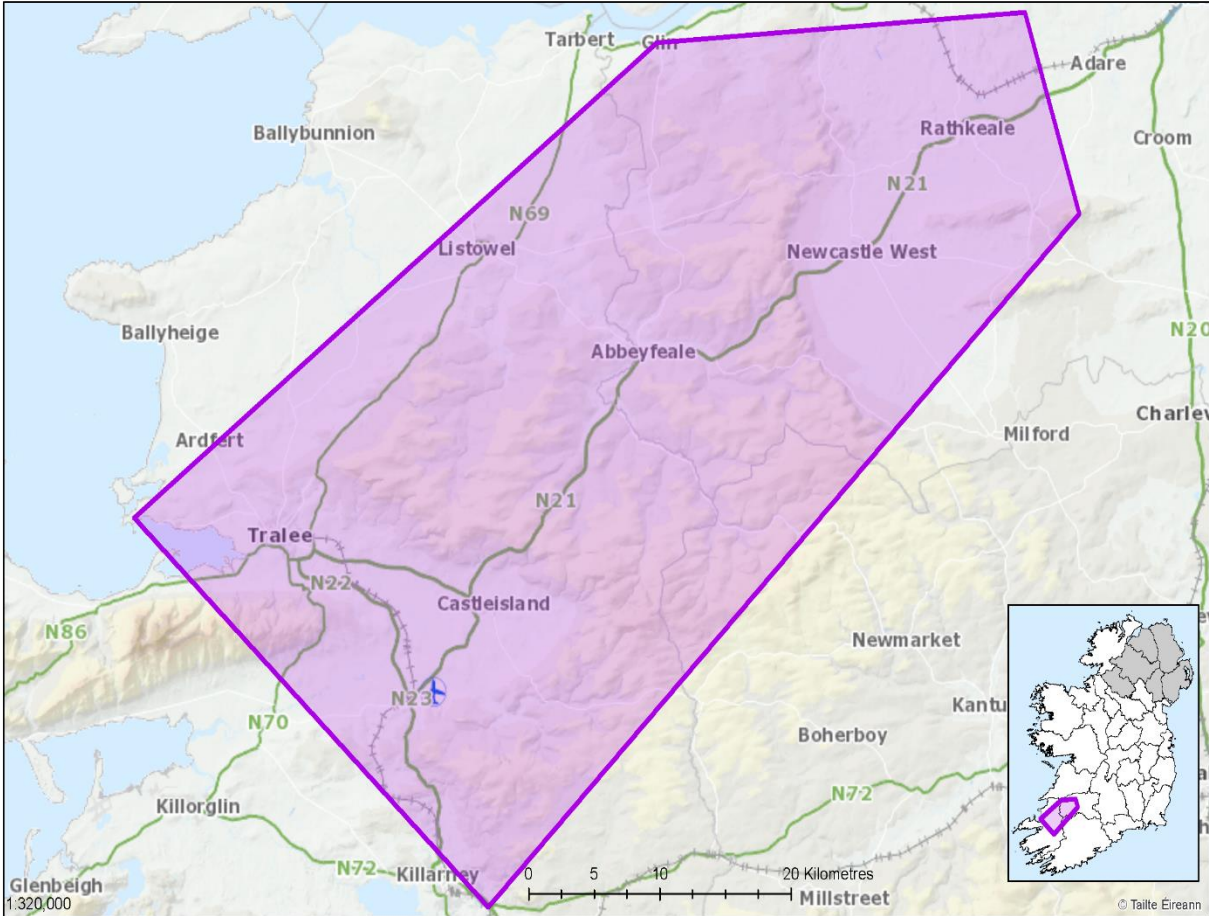 Tarbert
Glin
Adare
Ballybunnion
Rathkeale
Croom
N21
N69
Listowel
Newcastle West
Ballyheige
N20
Abbeyfeale
Charlev
Ardfert
Milford
N21
Tralee
N22
Castleisland
N86
Newmarket
N23
Kantu
N70
Boherboy
N72
Killorglin
N72
Killarney
0 5 10 20 Kilometres
Glenbeigh
Millstreet
1:320,000
© Tailte Éireann